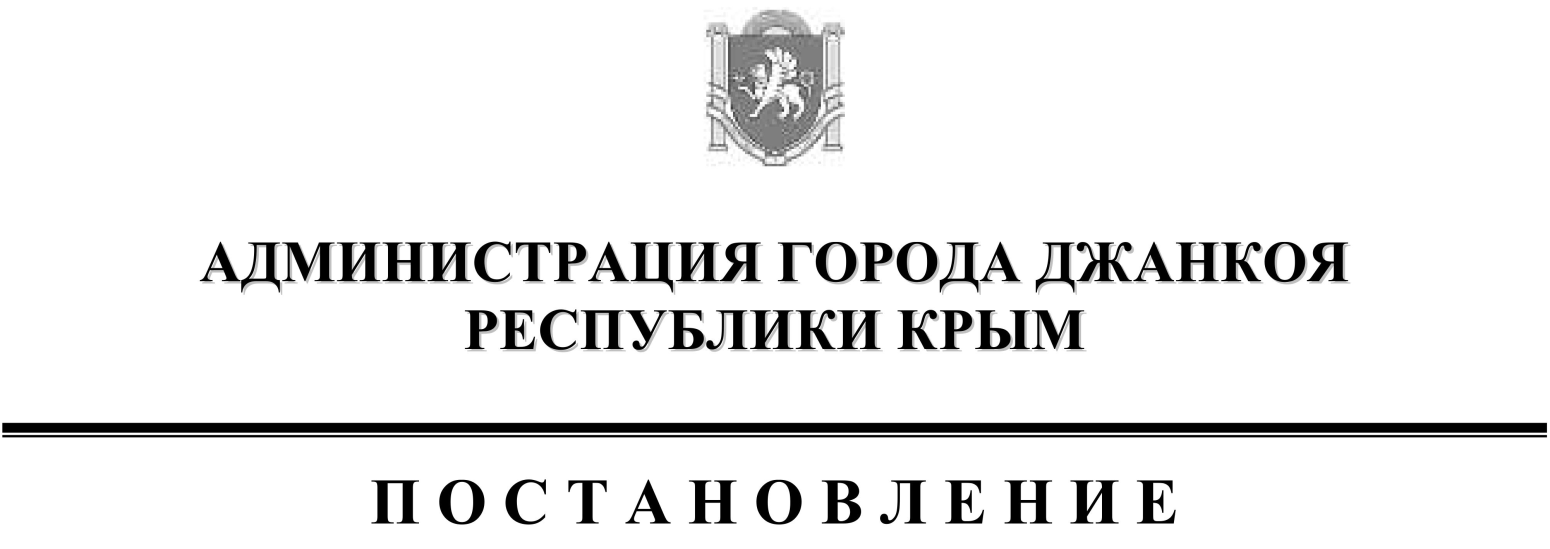 АДМИНИСТРАЦИЯ ГОРОДА ДЖАНКОЯ
РЕСПУБЛИКИ КРЫМ
П О С Т А Н О В Л Е Н И Е